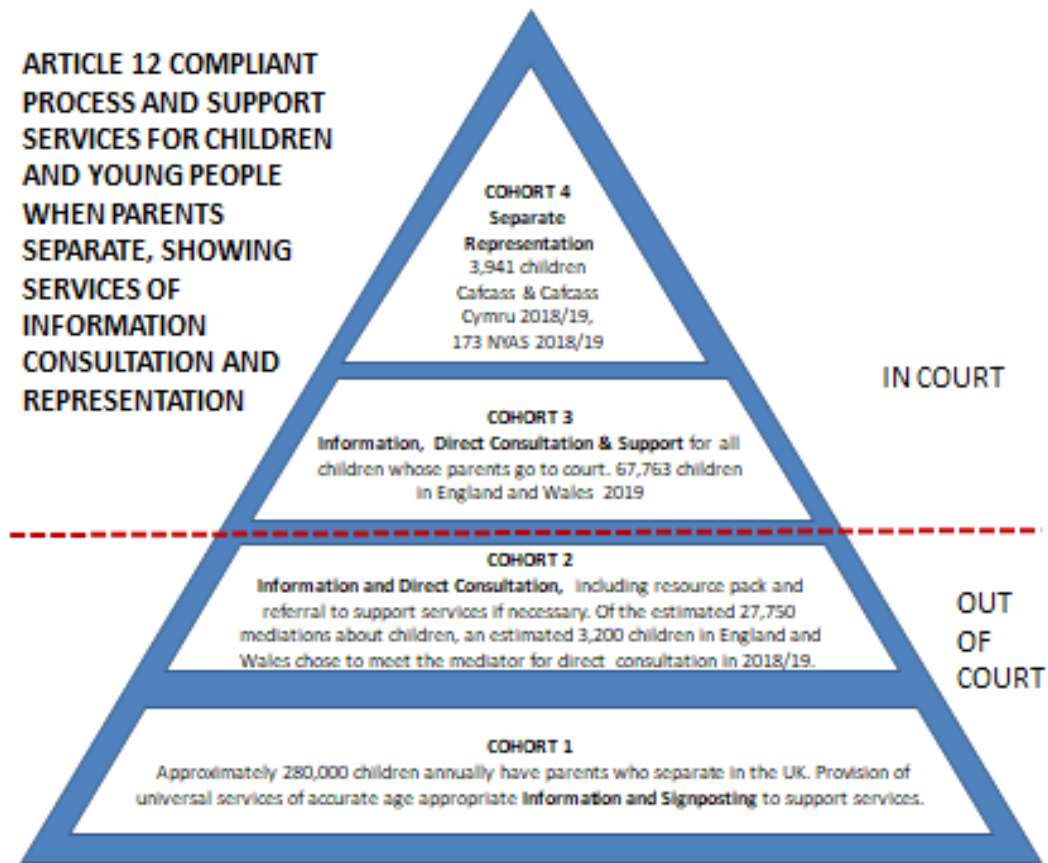 ARTICLE 12 COMPLIANT
PROCESS AND SUPPORT
SERVICES FOR CHILDREN
AND YOUNG PEOPLE
WHEN PARENTS
SEPARATE, SHOWING
SERVICES OF
INFORMATION
CONSULTATION AND
REPRESENTATION
COHORT 4
Separate
Representation
3,941 children
Cafcass & Cafcass
Cymru 2018/19,
173 NYAS 2018/19
IN COURT
COHORT 3
Information, Direct Consultation & Support for all
children whose parents go to court. 67,763 children
in England and Wales 2019
COHORT 2
Information and Direct Consultation, including resource pack and
referral to support services if necessary. Of the estimated 27,750
mediations about children, an estimated 3,200 children in England and
Wales chose to meet the mediator for direct consultation in 2018/19.
OUT
OF
COURT
COHORT 1
Approximately 280,000 children annually have parents who separate in the UK. Provision of
universal services of accurate age appropriate Information and Signposting to support services.